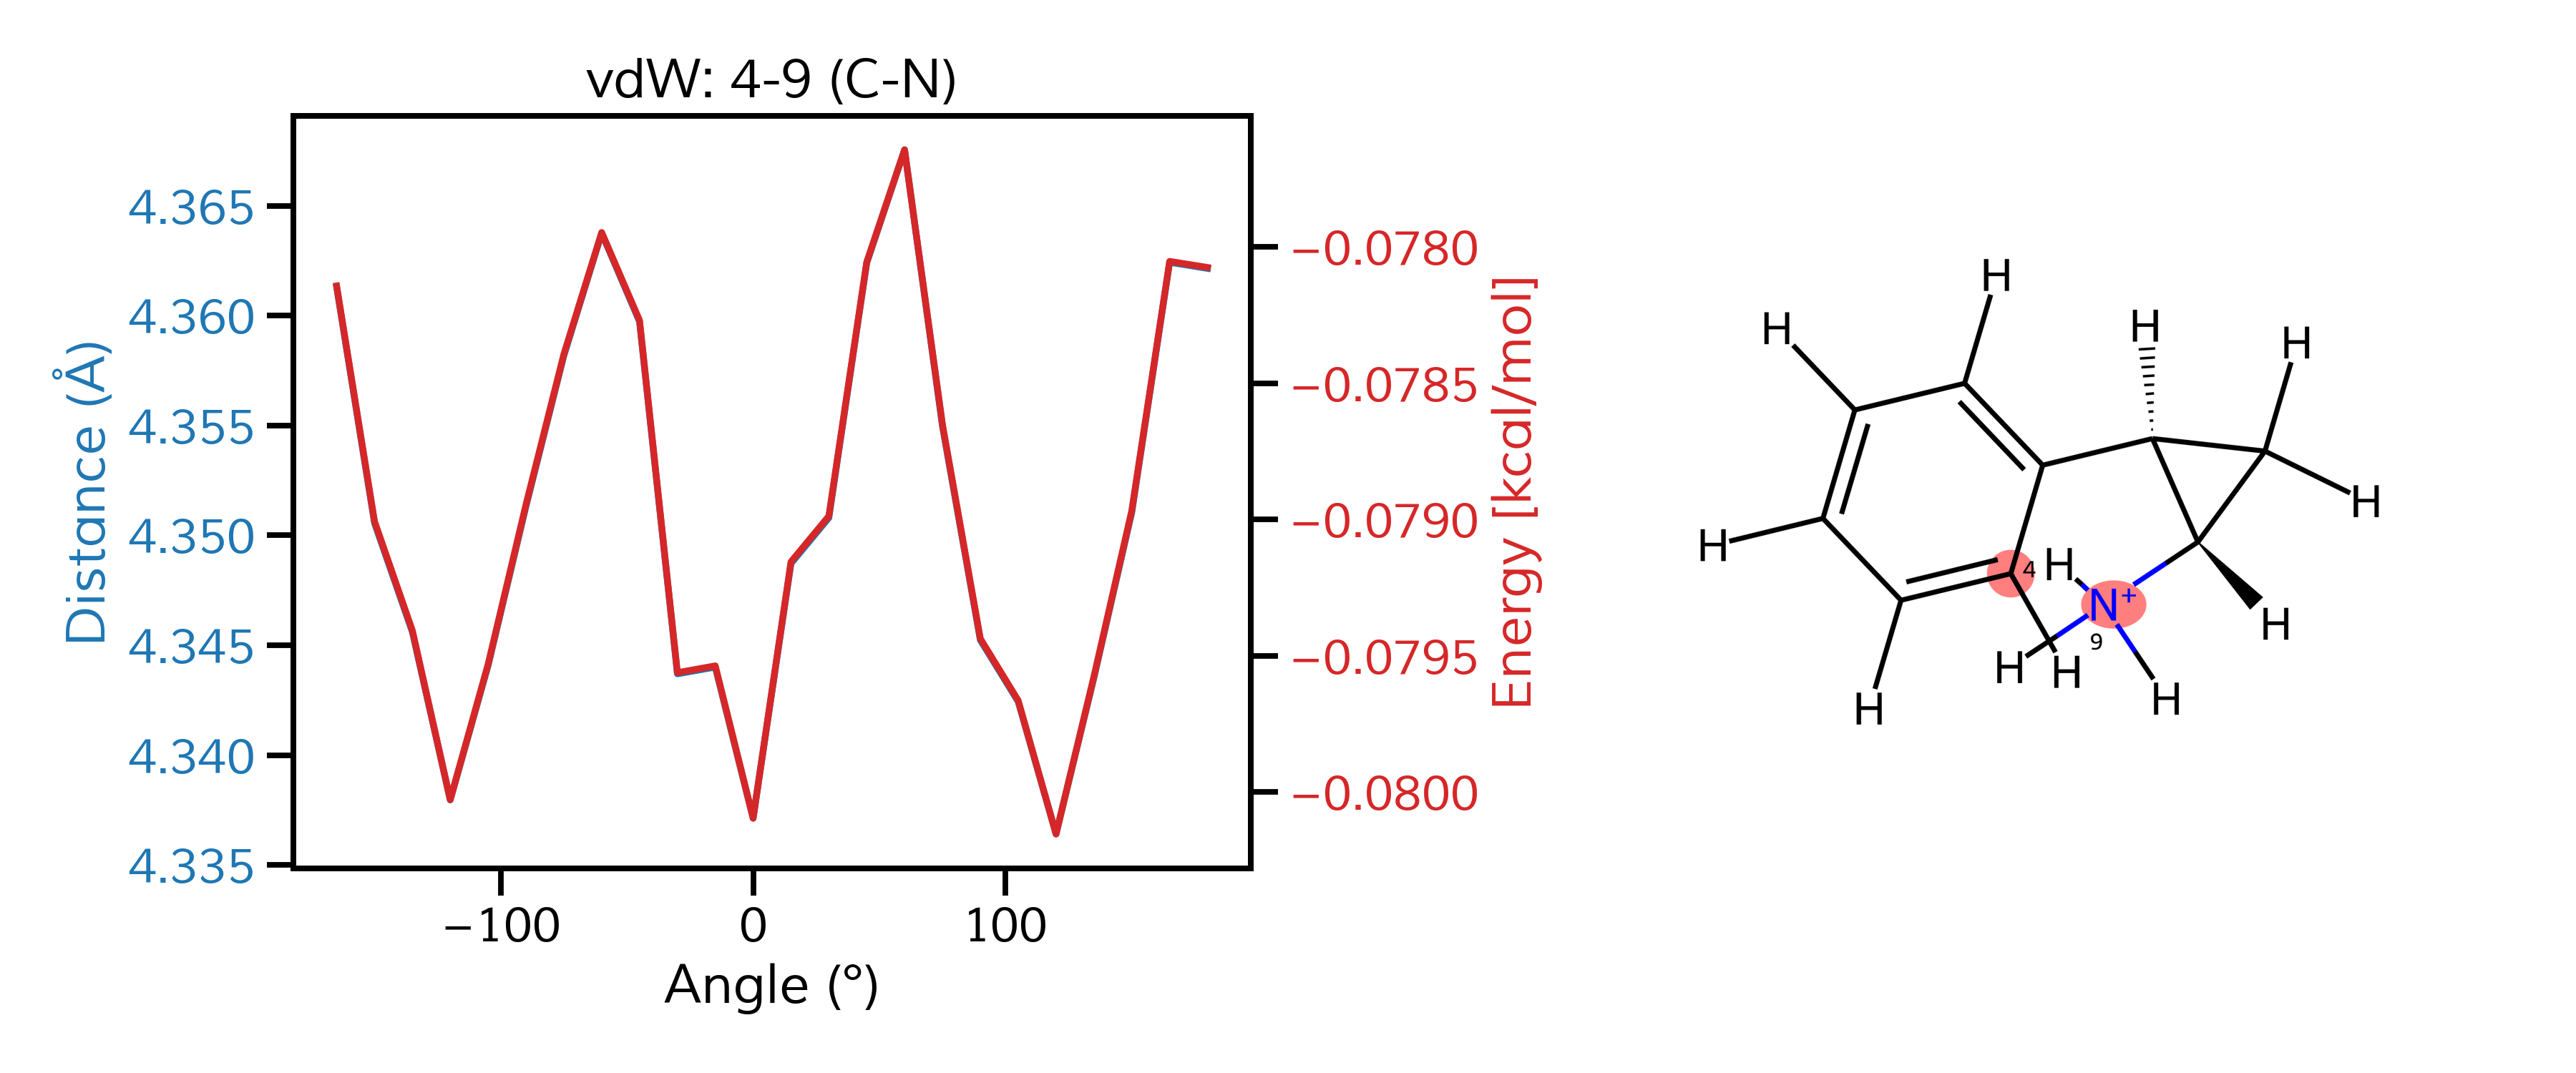 vdW: 4-9 (C-N)
Distance (Å)
4.365
4.360
4.355
4.350
4.345
4.340
4.335
−0.0780
−0.0785
−0.0790
−0.0795
−0.0800
Energy [kcal/mol]
−100
0
100
Angle (°)
H
H
H
H
H
H
H
4
H
N+
9
H
H
H
H
H